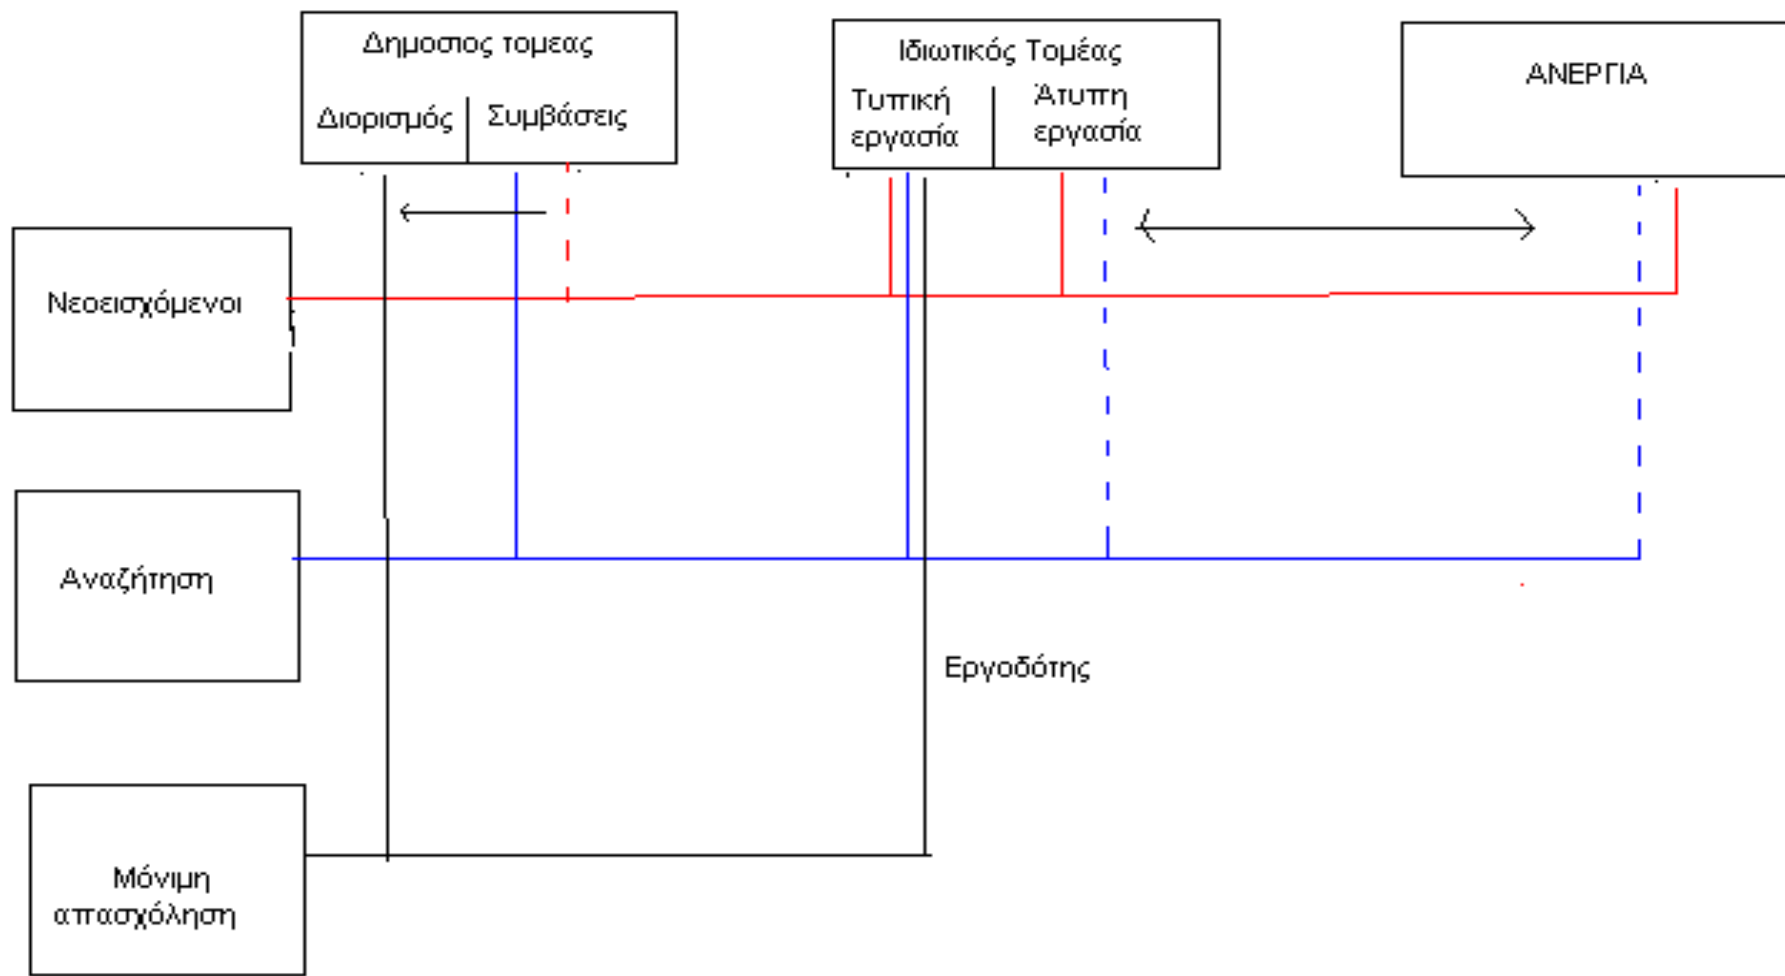 Δημοσιος τομεας
Διορισμός
Συμβάσεις
Ιδιωτικός Τομέας
Τυπική
εργασία
Άτυπη
εργασία
ΑΝΕΡΓΙΑ
Νεοεισχόμενοι
Αναζήτηση
Εργοδότης
Μόνιμη
απασχόληση